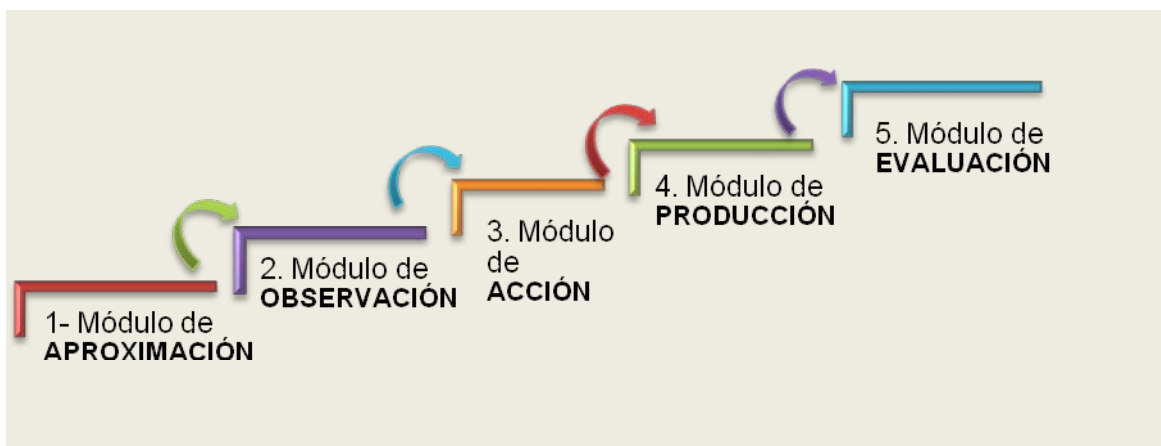 1- Módulo de
APROXIMACIÓN
2. Módulo de
OBSERVACIÓN
3. Módulo
de
ACCIÓN
4. Módulo de
PRODUCCIÓN
5. Módulo de
EVALUACIÓN